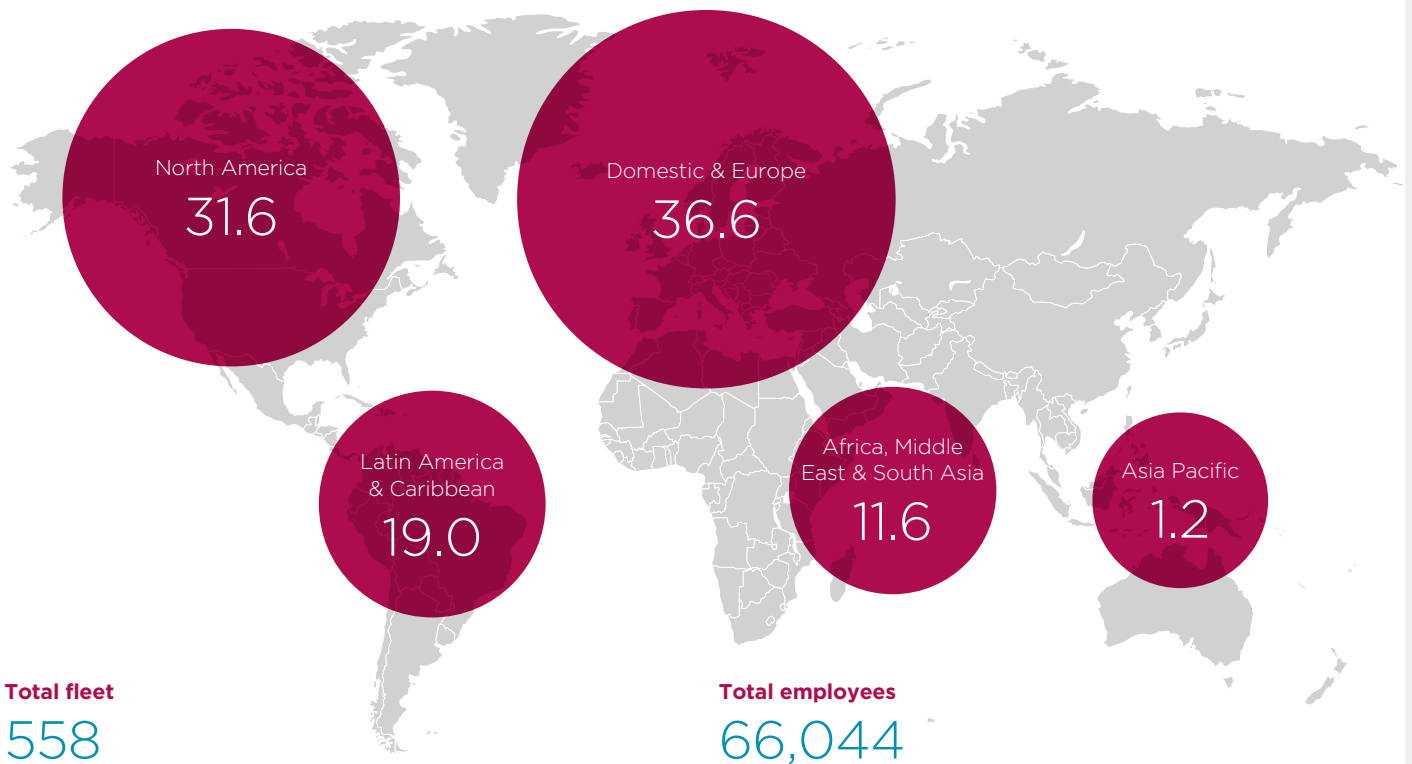 North America
31.6
Domestic & Europe
36.6
Latin America
& Caribbean
19.0
Africa, Middle
East & South Asia
11.6
Asia Pacific
1.2
Total fleet
558
Total employees
66,044